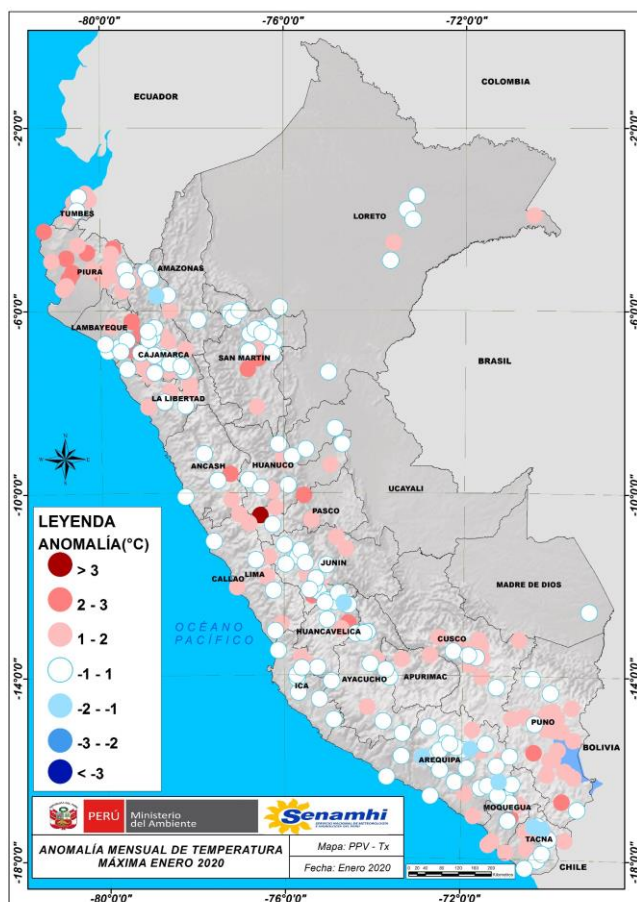 -80°0'0" -76°0'0" -72°0'0"
COLOMBIA
ECUADOR
-2°0'0" -2°0'0"
TUMBES
LORETO
PIURA
AMAZONAS
-6°0'0" -6°0'0"
LAMBAYEQUE
CAJAMARCA
SAN MARTIN
BRASIL
LA LIBERTAD
ANCASH
HUANUCO
UCAYALI
-10°0'0" -10°0'0"
PASCO
LEYENDA
ANOMALÍA(°C)
> 3
2 - 3
1 - 2
-1 - 1
-2 - -1
-3 - -2
< -3
JUNIN
MADRE DE DIOS
CALLAO
LIMA
OCÉANO
PACÍFICO
HUANCAVELICA
CUSCO
-14°0'0" -14°0'0"
ICA
AYACUCHO
APURIMAC
PUNO
BOLIVIA
AREQUIPA
MOQUEGUA
TACNA
CHILE
PERÚ
Ministerio
del Ambiente
Senamhi
ANOMALÍA MENSUAL DE TEMPERATURA
MÁXIMA ENERO 2020
Mapa: PPV - Tx
Fecha: Enero 2020
-18°0'0" -18°0'0"
-80°0'0" -76°0'0" -72°0'0"